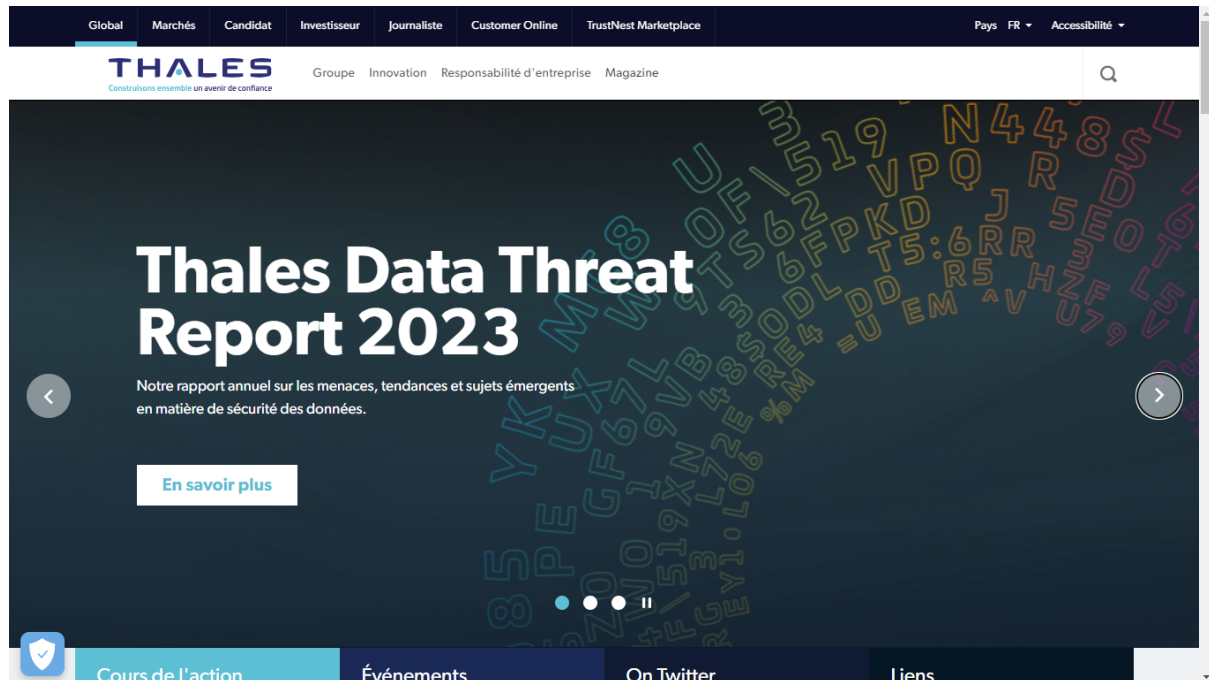 Global Marchés Candidat Investisseur Journaliste Customer Online TrustNest Marketplace Pays FR Accessibilité
THALES
Construisons ensemble un avenir de confiance
Groupe Innovation Responsabilité d'entreprise Magazine
Thales Data Threat
Report 2023
Notre rapport annuel sur les menaces, tendances et sujets émergents
en matière de sécurité des données.
En savoir plus
Cours de l'action Événements On Twitter Liens